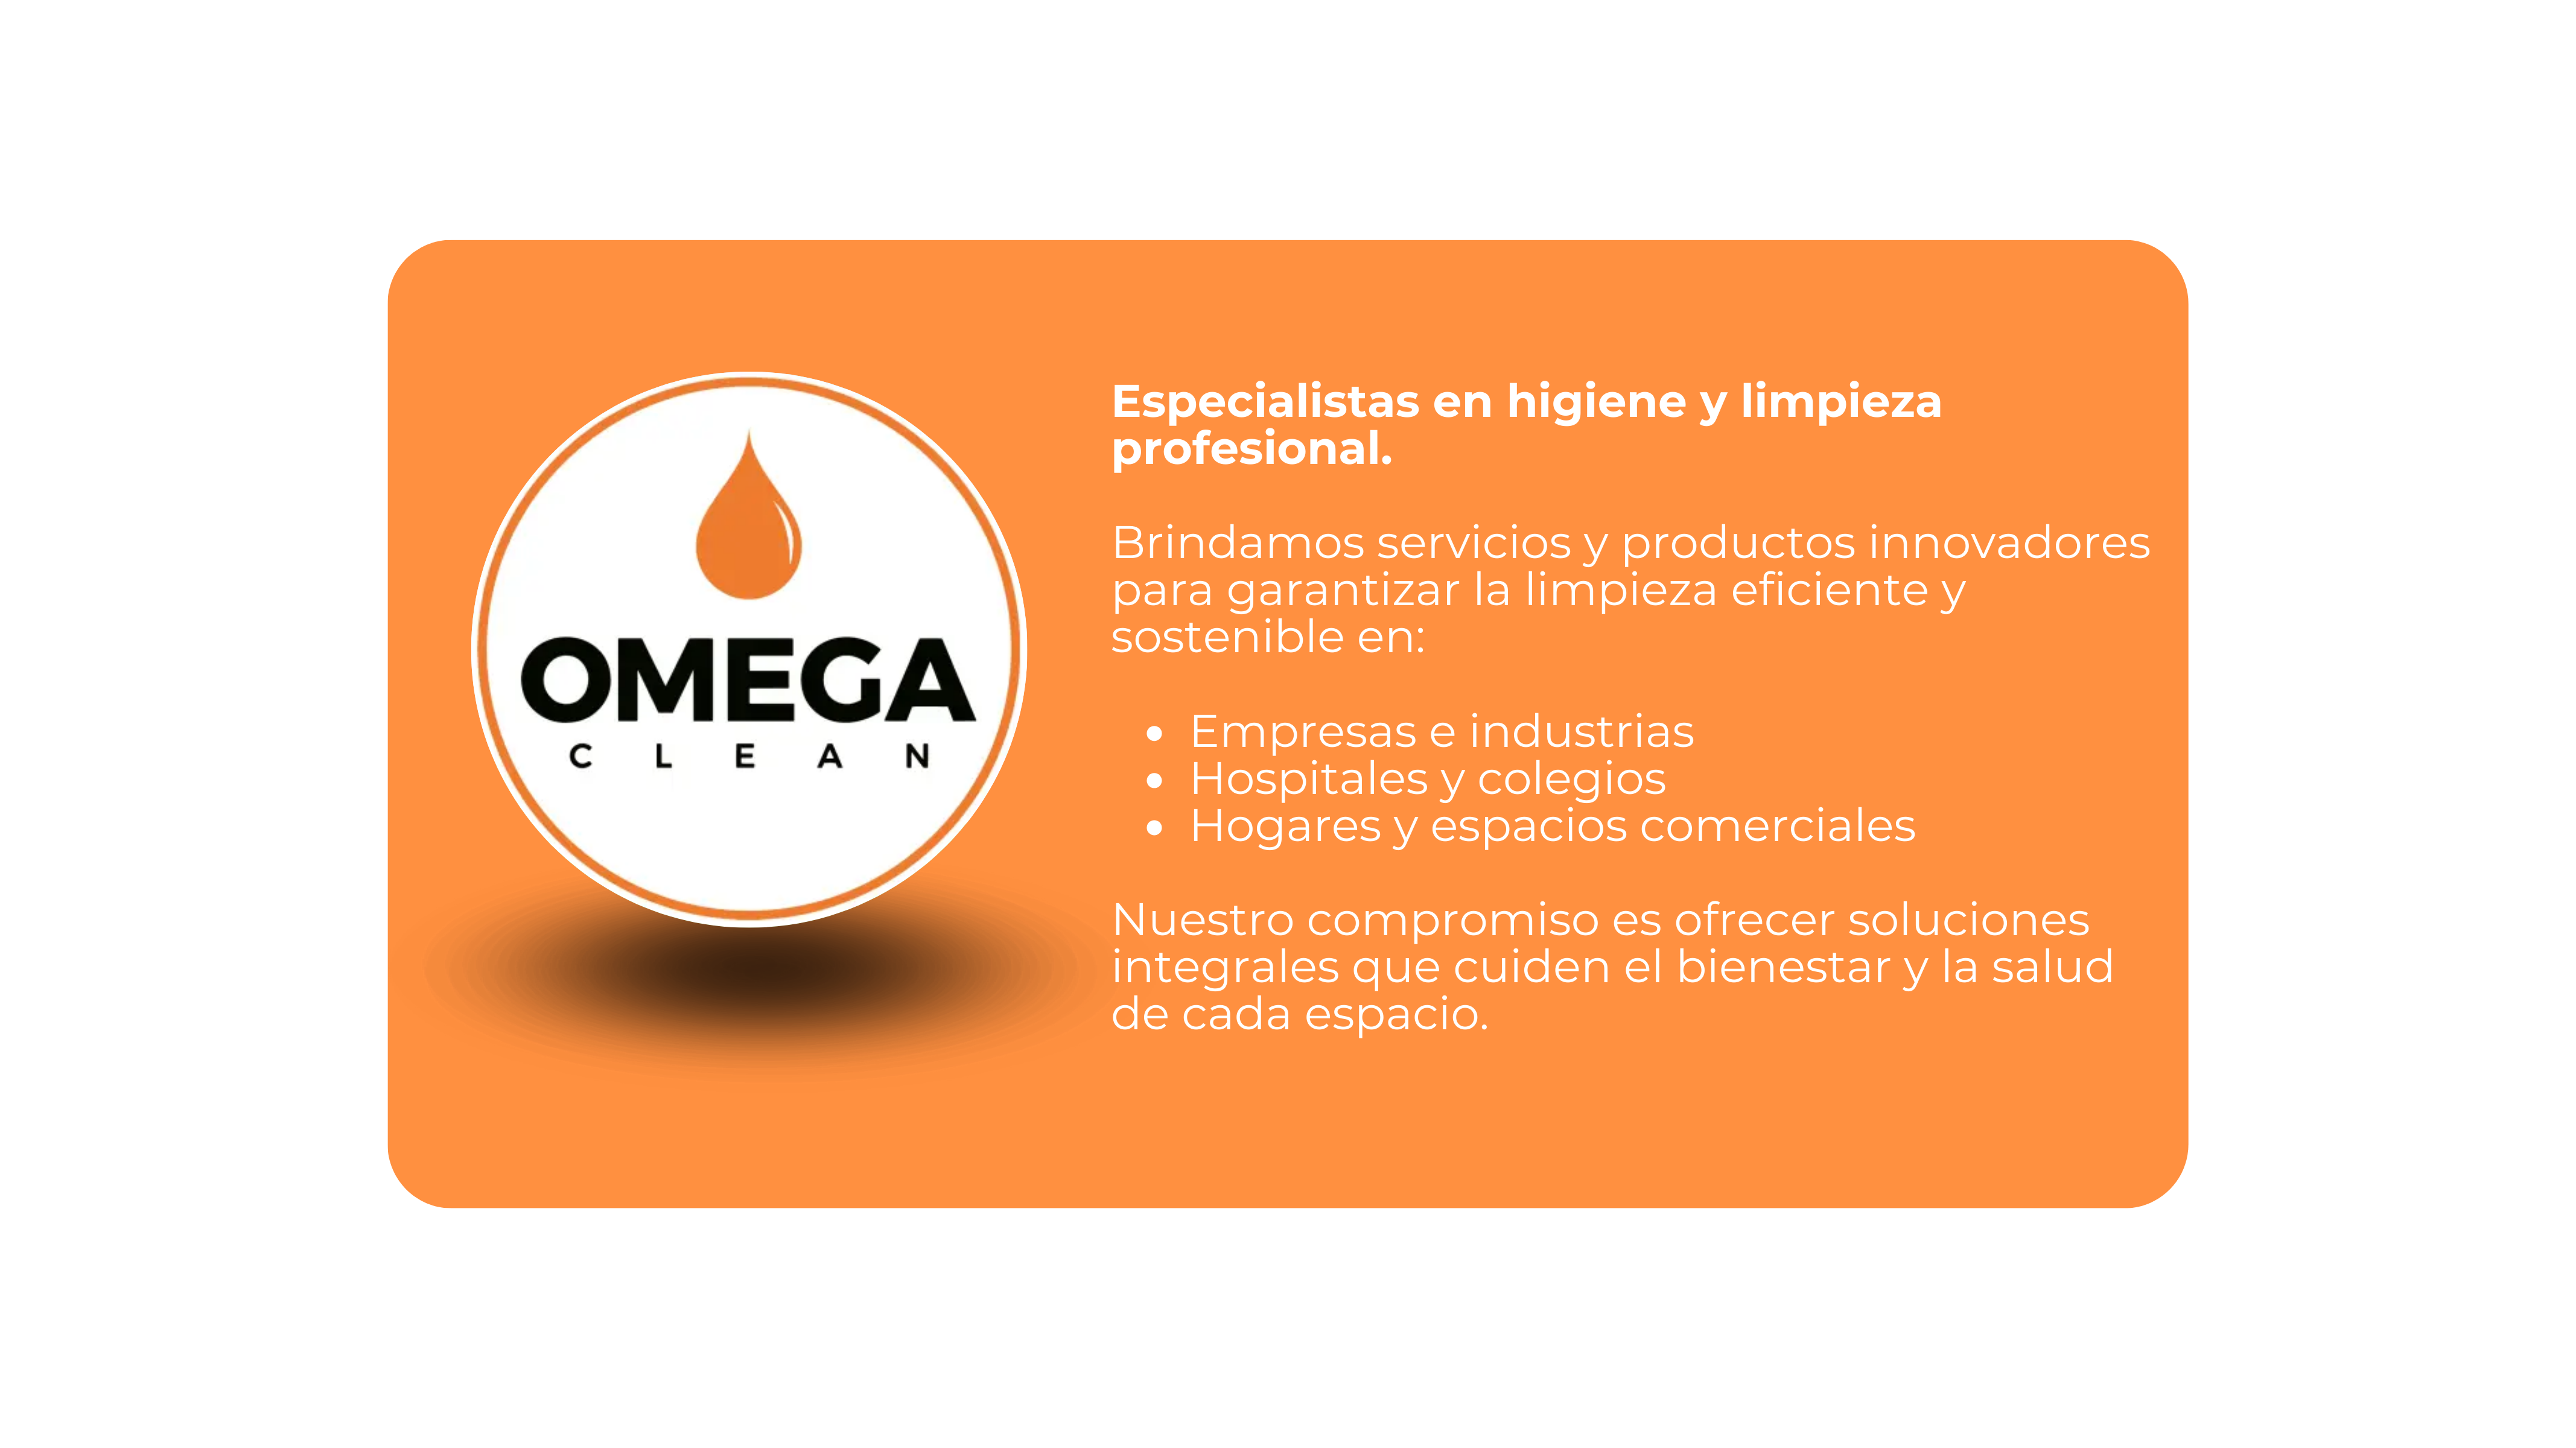 OMEGA
CLEAN
Especialistas en higiene y limpieza
profesional.
Brindamos servicios y productos innovadores
para garantizar la limpieza eficiente y
sostenible en:
• Empresas e industrias
• Hospitales y colegios
• Hogares y espacios comerciales
Nuestro compromiso es ofrecer soluciones
integrales que cuiden el bienestar y la salud
de cada espacio.